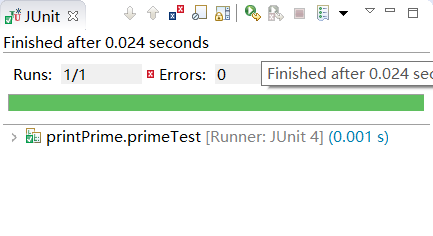 JUnit
Finished after 0.024 seconds
Runs: 1/1 Errors: 0
Finished after 0.024 sec
printPrime.primeTest [Runner: JUnit 4] (0.001 s)